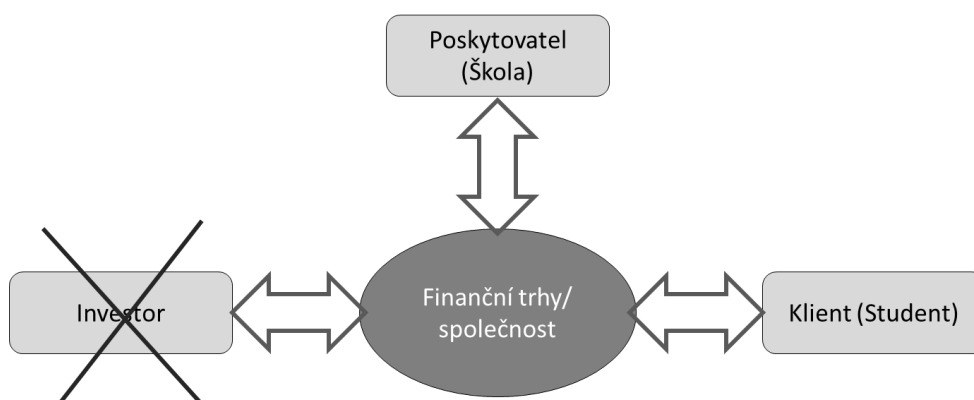 Poskytovatel
(Škola)
Investor
Finanční trhy/
společnost
Klient (Student)